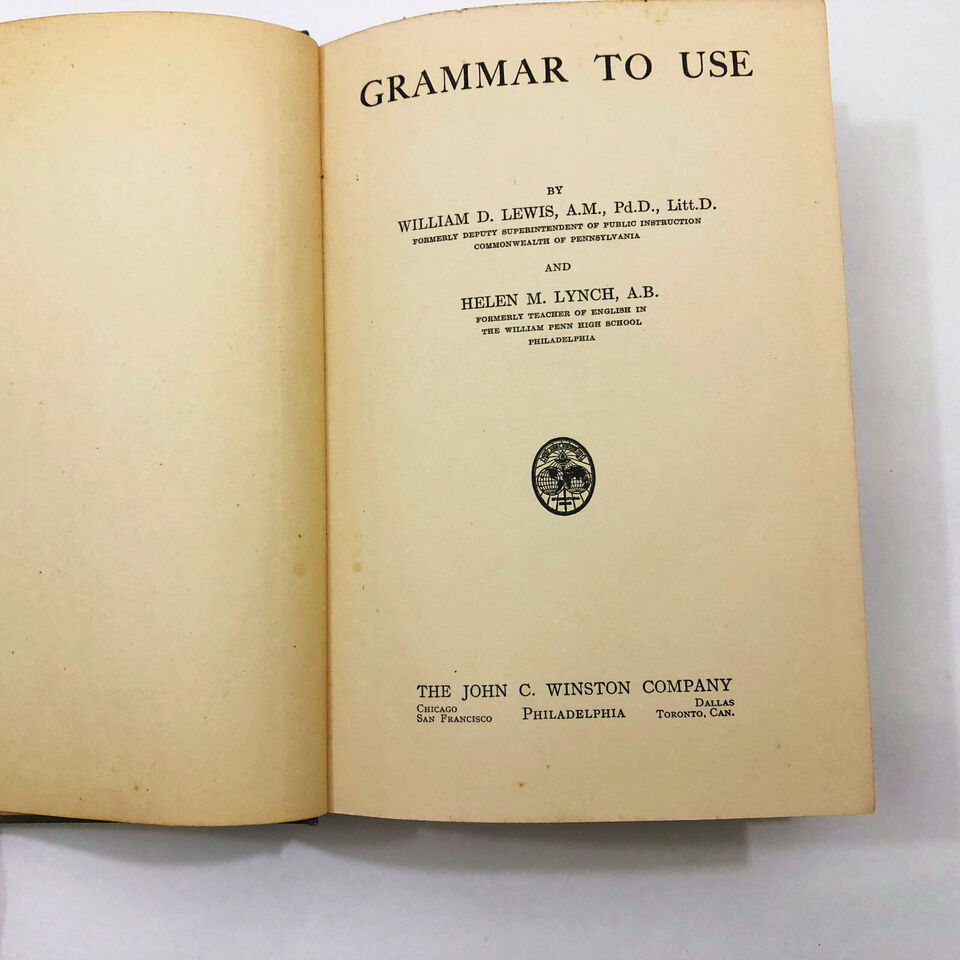 GRAMMAR TO USE
BY
WILLIAM D. LEWIS, A.M., Pd.D., Litt.D.
FORMERLY DEPUTY SUPERINTENDENT OF PUBLIC INSTRUCTION
COMMONWEALTH OF PENNSYLVANIA
AND
HELEN M. LYNCH, A.B.
FORMERLY TEACHER OF ENGLISH IN
THE WILLIAM PENN HIGH SCHOOL
PHILADELPHIA
THE JOHN C. WINSTON COMPANY
CHICAGO DALLAS
SAN FRANCISCO PHILADELPHIA TORONTO, CAN.